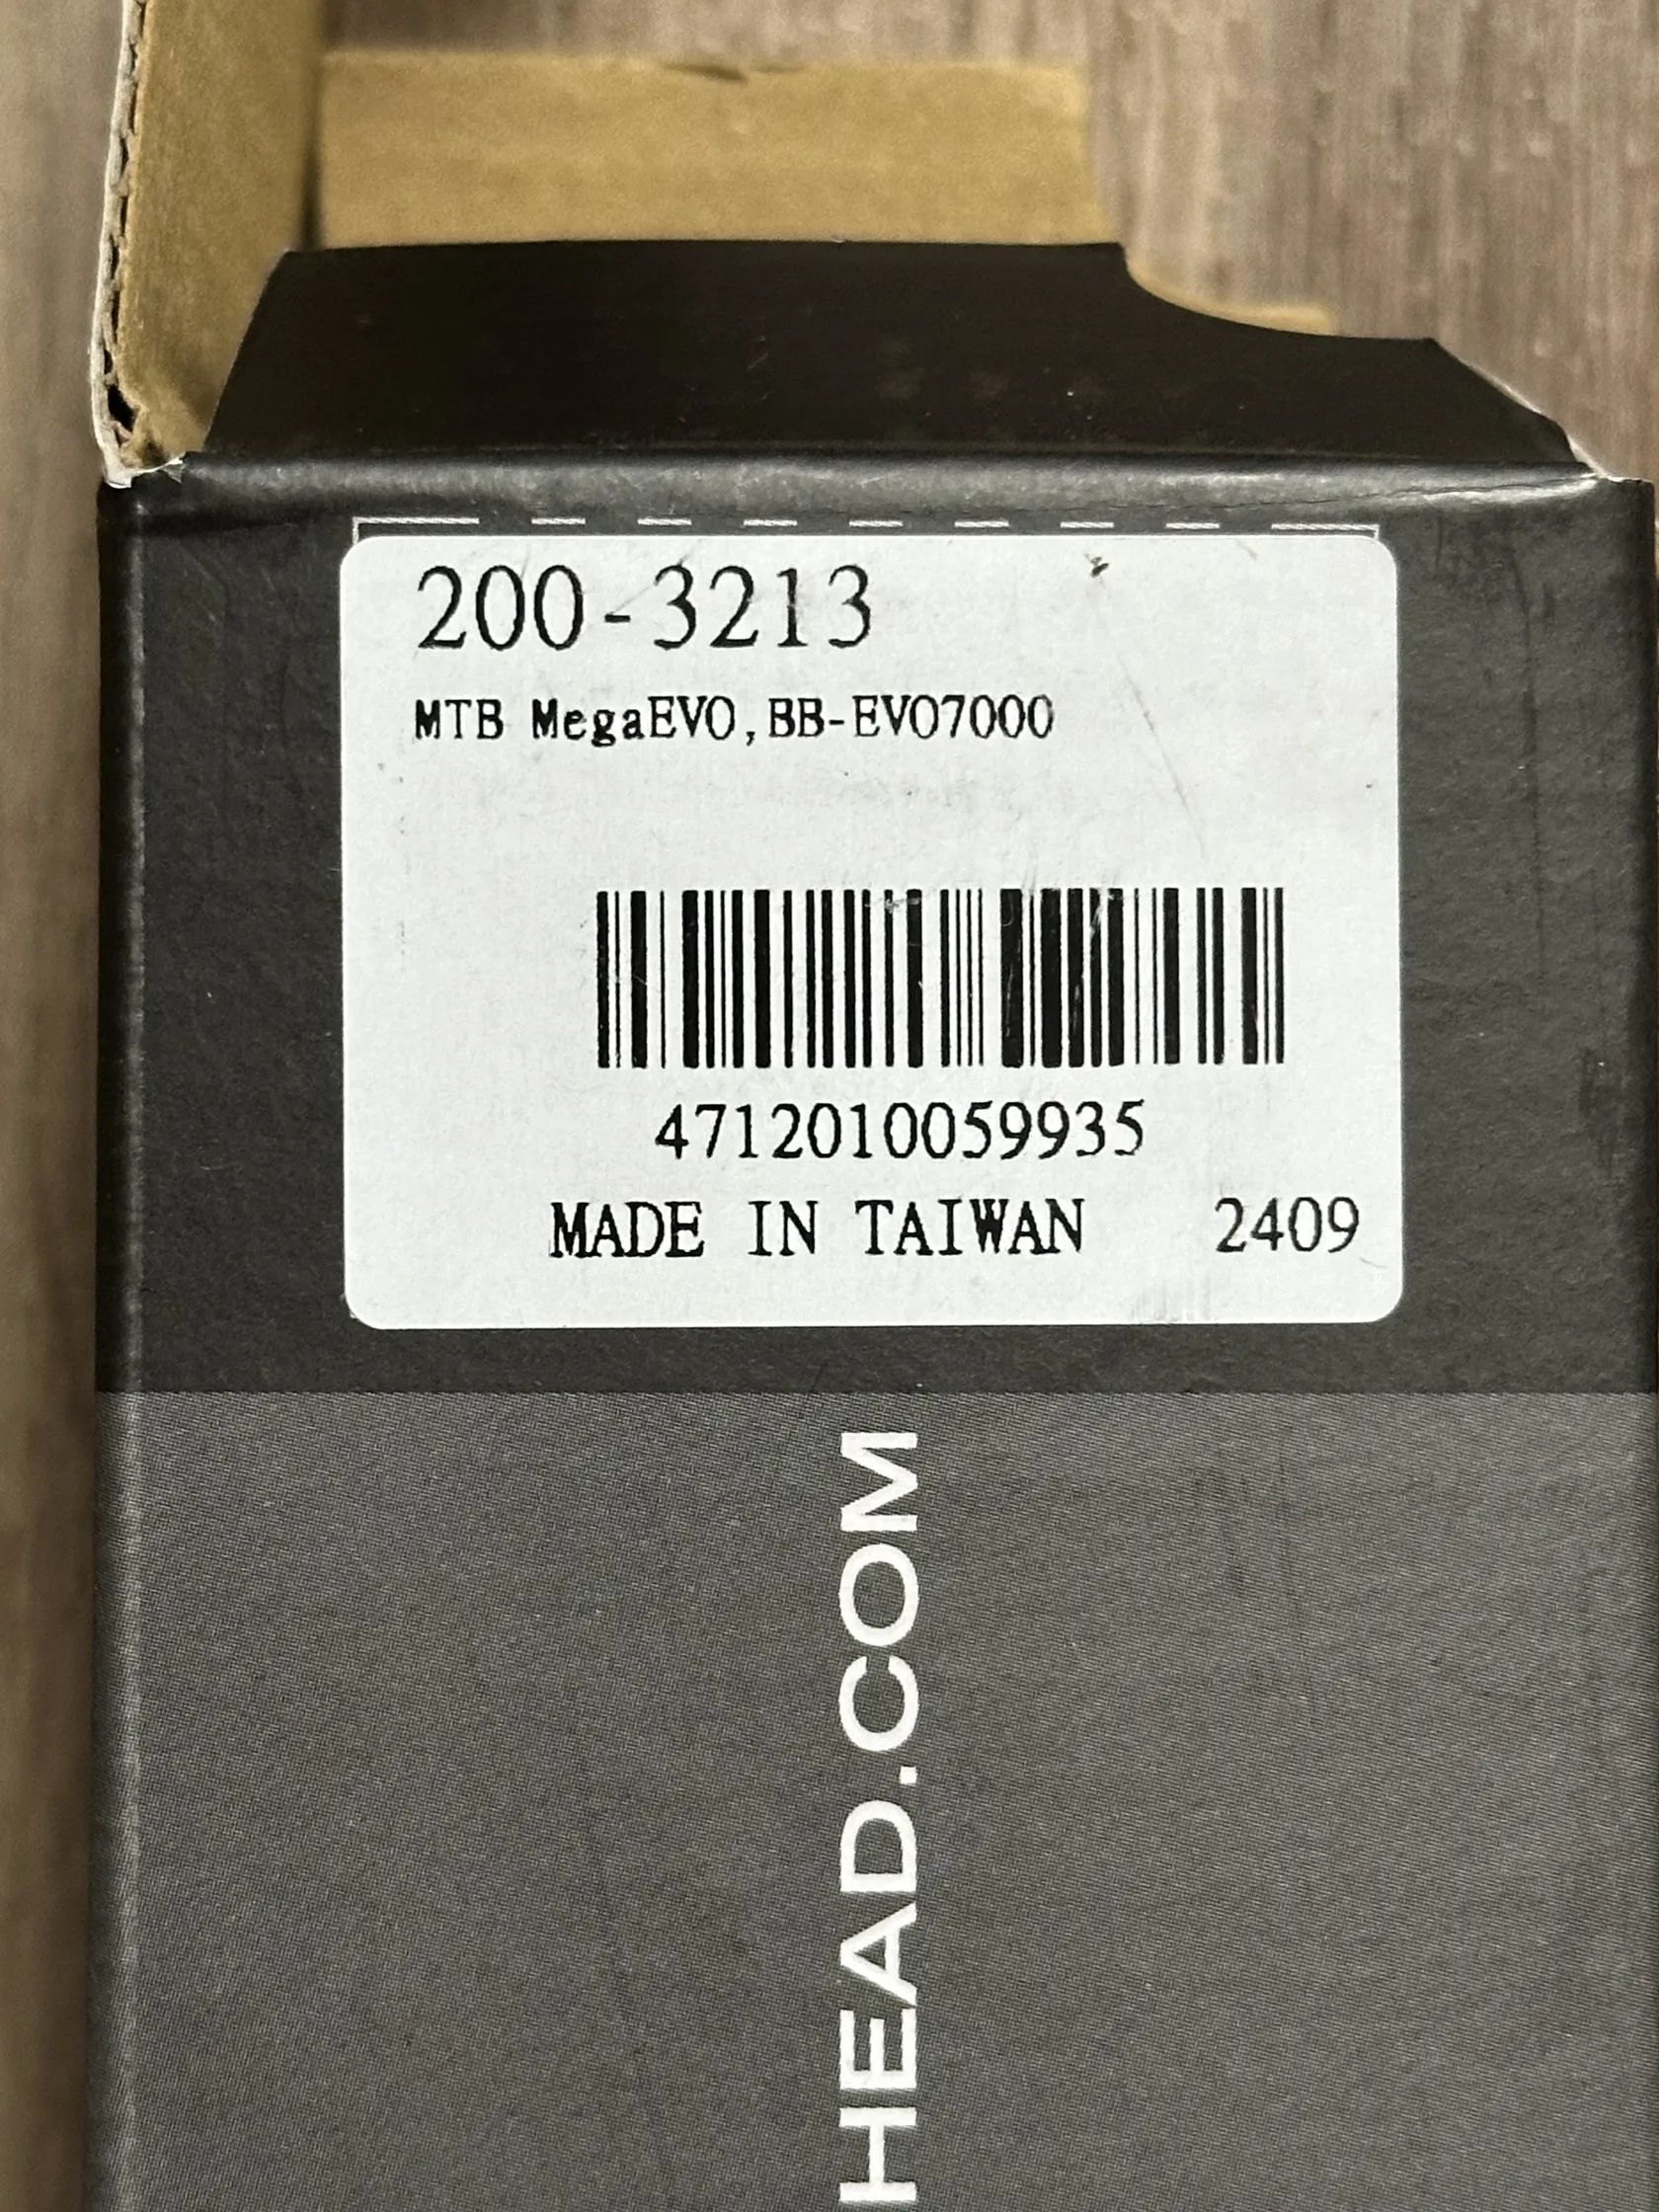 200-3213
MTB MegaEVO,BB-EVO7000
4712010059935
MADE IN TAIWAN 2409
HEAD.COM